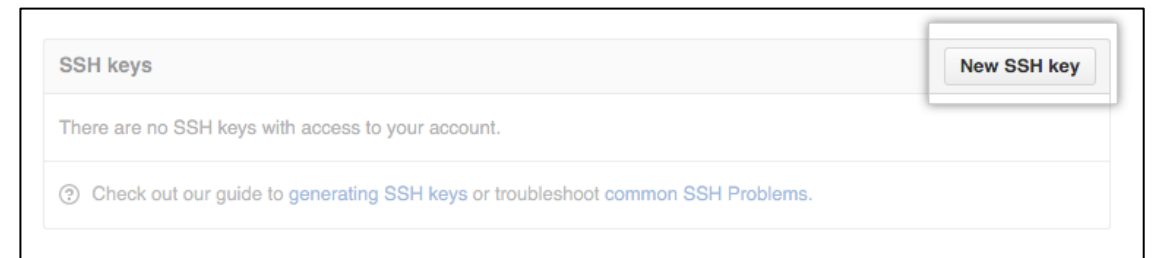 SSH keys
New SSH key
There are no SSH keys with access to your account.
Check out our guide to generating SSH keys or troubleshoot common SSH Problems.